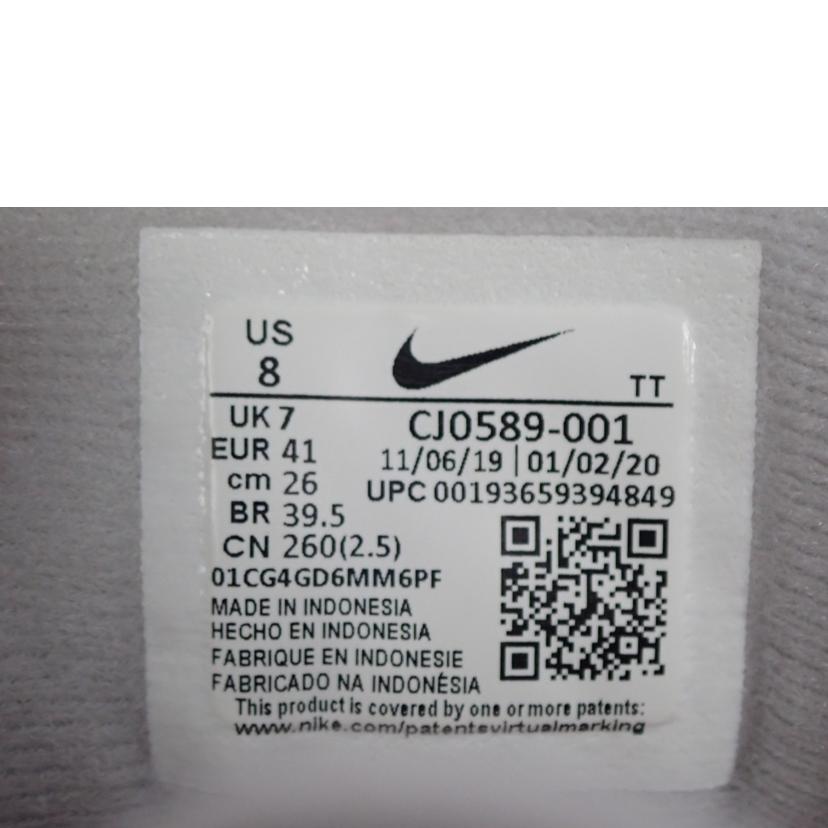 US
8
TT
UK 7
CJ0589-001
EUR 41
11/06/19 | 01/02/20
cm 26
UPC 00193659394849
BR 39.5
CN 260(2.5)
01CG4GD6MM6PF
MADE IN INDONESIA
HECHO EN INDONESIA
FABRIQUE EN INDONESIE
FABRICADO NA INDONÉSIA
This product is covered by one or more patents:
www.nike.com/patentsvirtualmarking